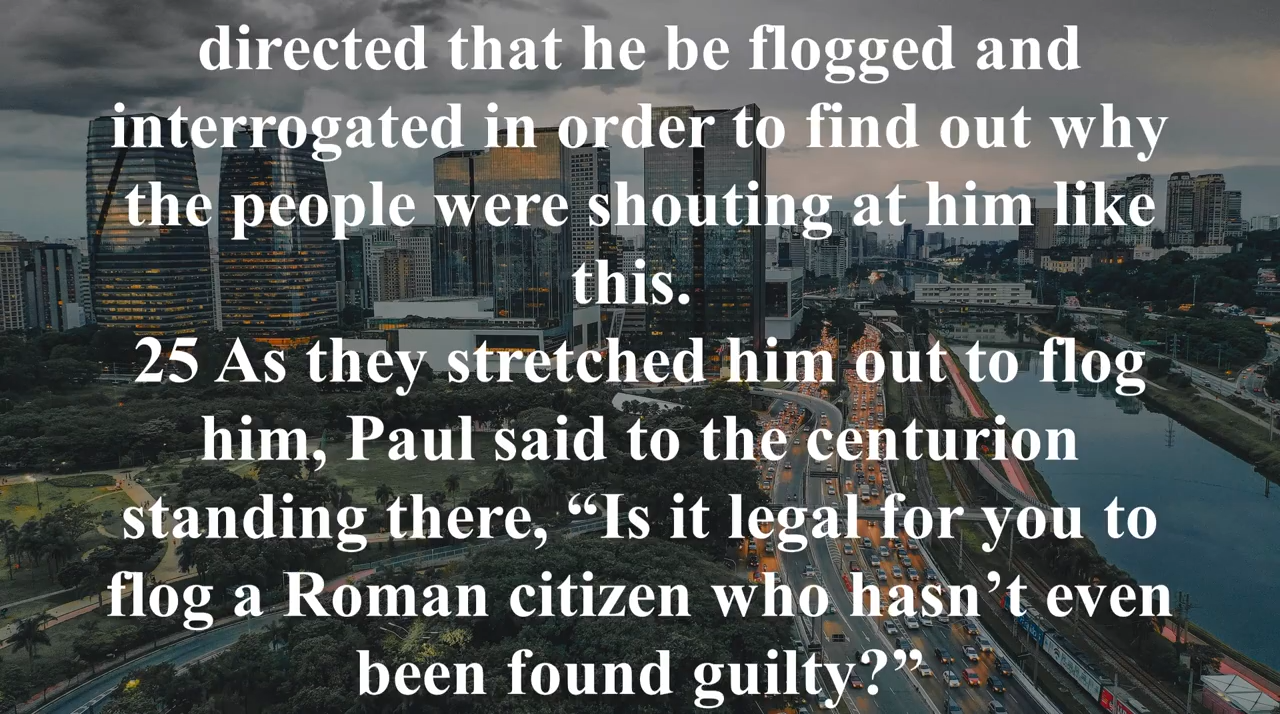 directed that he be flogged and
interrogated in order to find out why
the people were shouting at him like
this.
25 As they stretched him out to flog
him, Paul said to the centurion
standing there, “Is it legal for you to
flog a Roman citizen who hasn’t even
been found guilty?”